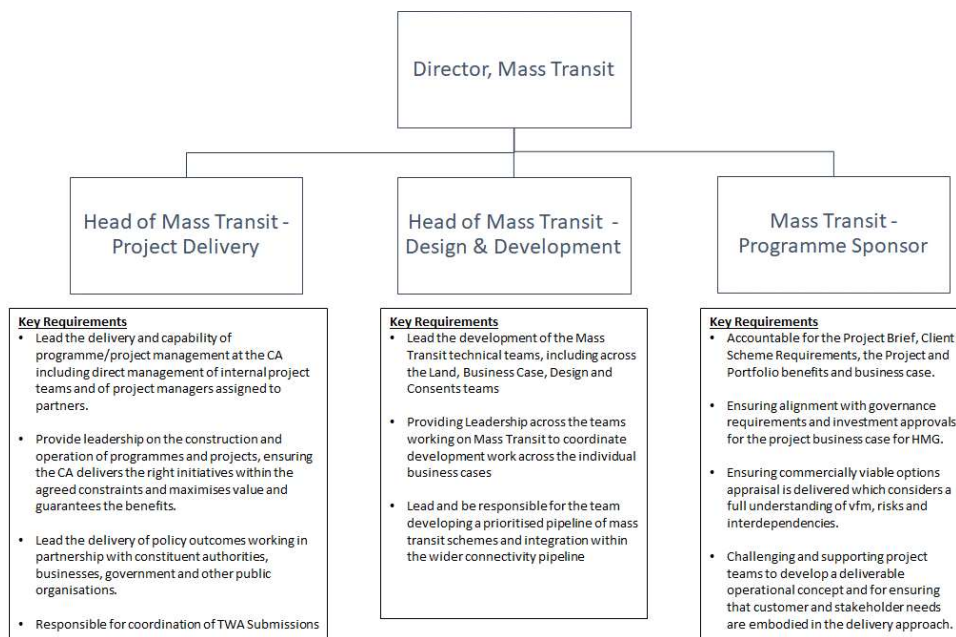 Director, Mass Transit
Head of Mass Transit -
Project Delivery
Head of Mass Transit -
Design & Development
Mass Transit -
Programme Sponsor
Key Requirements
• Lead the delivery and capability of
programme/project management at the CA
including direct management of internal project
teams and of project managers assigned to
partners.
• Provide leadership on the construction and
operation of programmes and projects, ensuring
the CA delivers the right initiatives within the
agreed constraints and maximises value and
guarantees the benefits.
• Lead the delivery of policy outcomes working in
partnership with constituent authorities,
businesses, government and other public
organisations.
• Responsible for coordination of TWA Submissions
Key Requirements
• Lead the development of the Mass
Transit technical teams, including across
the Land, Business Case, Design and
Consents teams
• Providing Leadership across the teams
working on Mass Transit to coordinate
development work across the individual
business cases
• Lead and be responsible for the team
developing a prioritised pipeline of mass
transit schemes and integration within
the wider connectivity pipeline
Key Requirements
• Accountable for the Project Brief, Client
Scheme Requirements, the Project and
Portfolio benefits and business case.
• Ensuring alignment with governance
requirements and investment approvals
for the project business case for HMG.
• Ensuring commercially viable options
appraisal is delivered which considers a
full understanding of vfm, risks and
interdependencies.
• Challenging and supporting project
teams to develop a deliverable
operational concept and for ensuring
that customer and stakeholder needs
are embodied in the delivery approach.